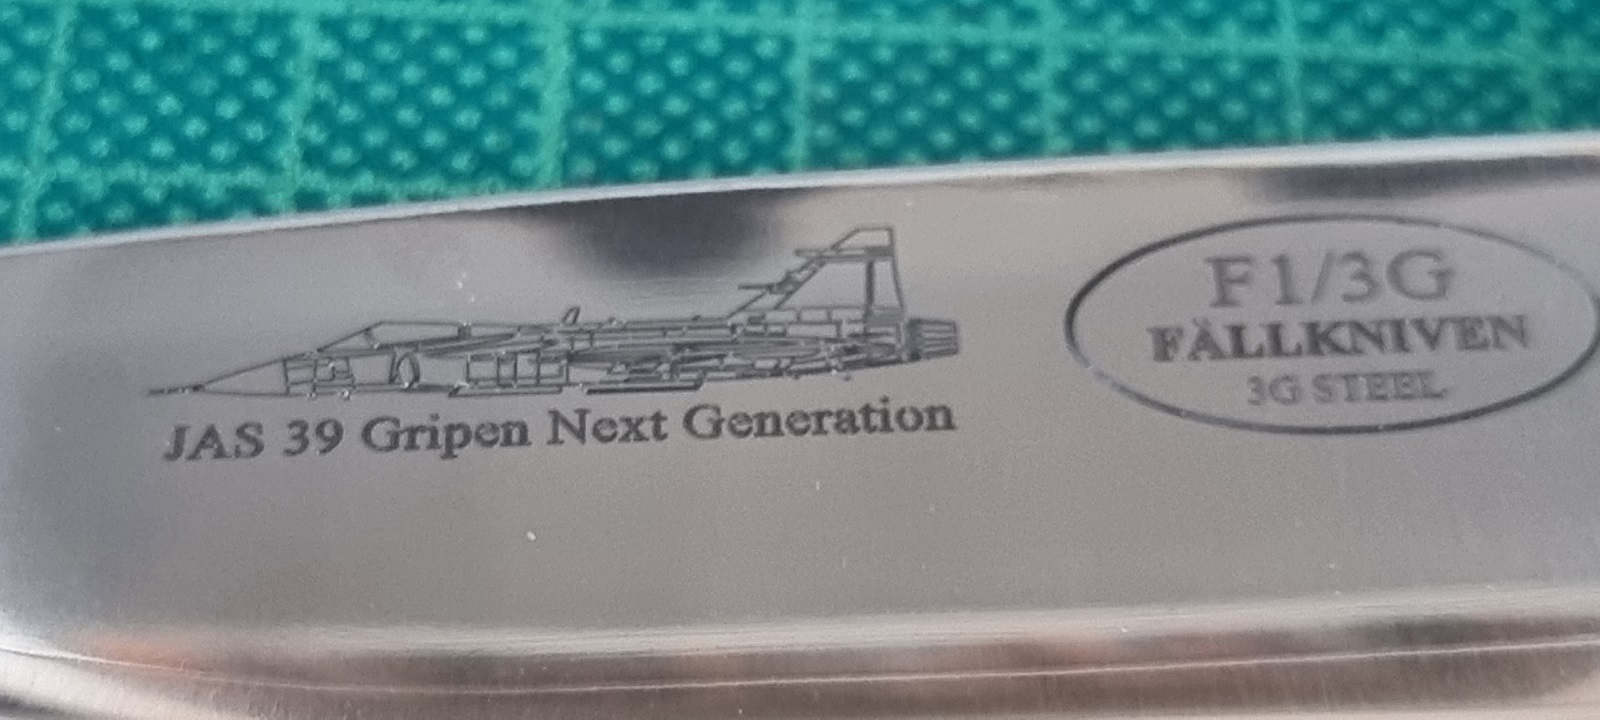 JAS 39 Gripen Next Generation
F1/3G
FÄLLKNIVEN
3G STEEL